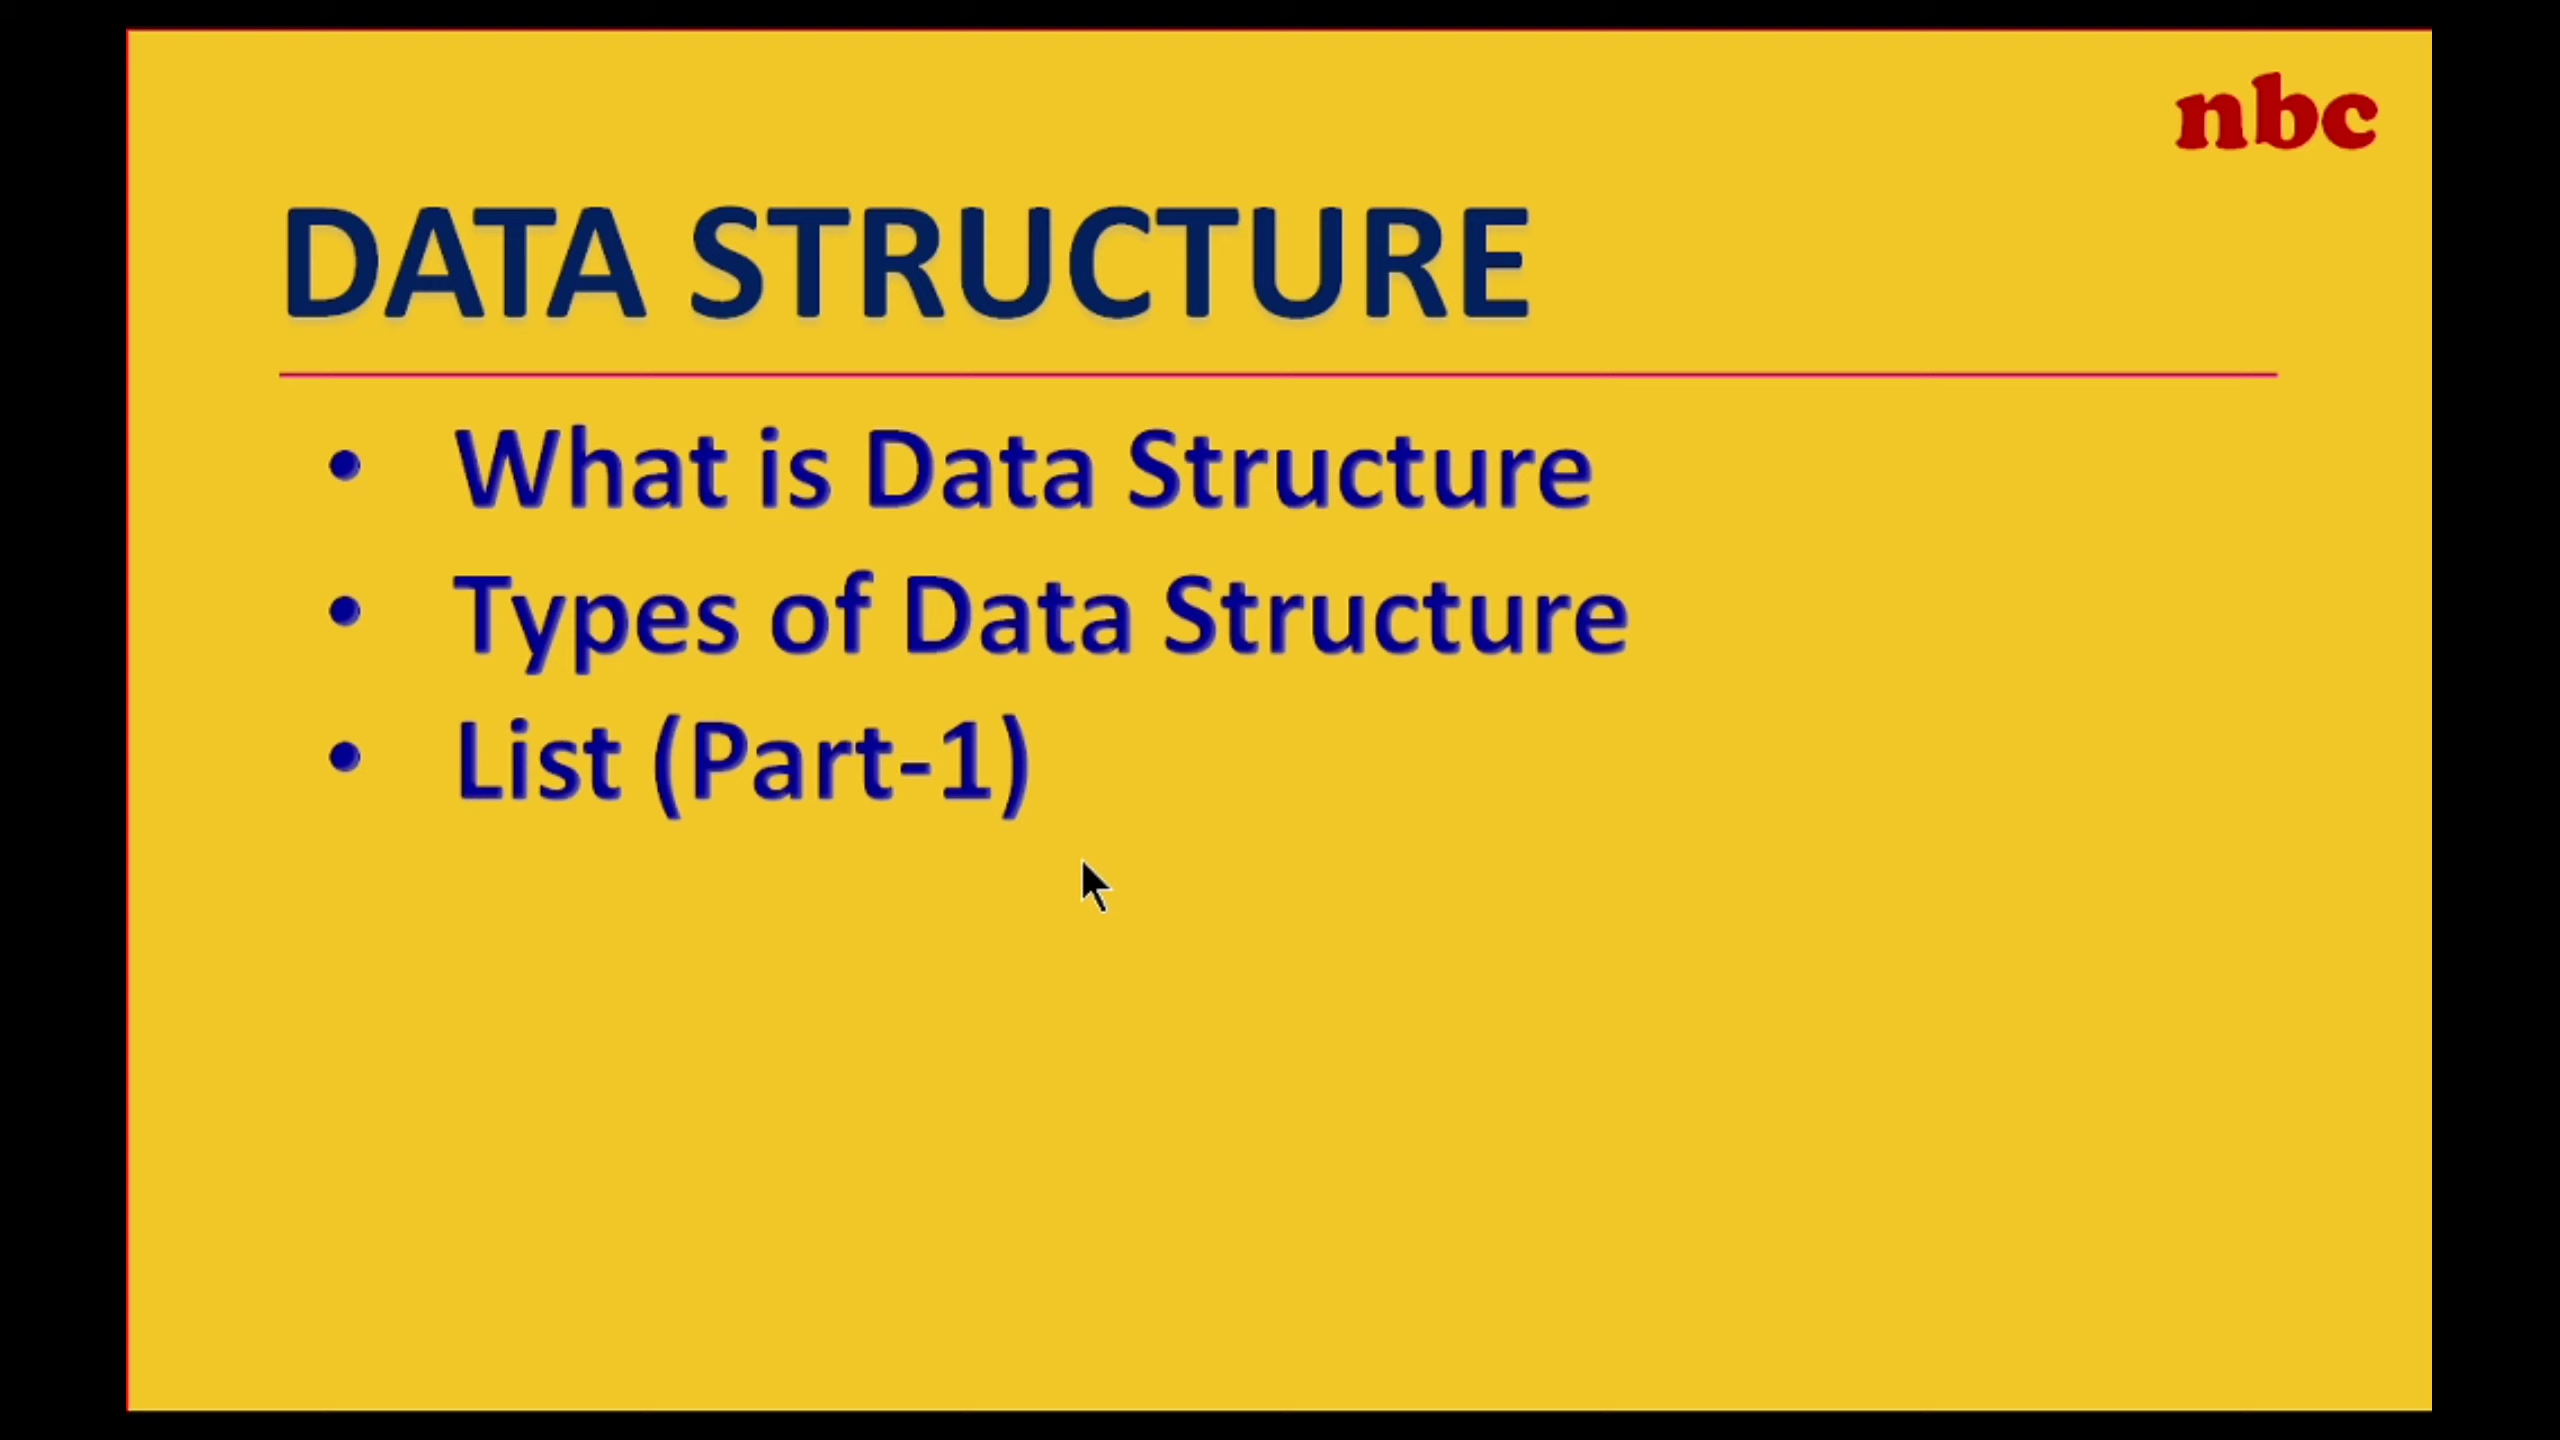 nbc
DATA STRUCTURE
• What is Data Structure
• Types of Data Structure
• List (Part-1)